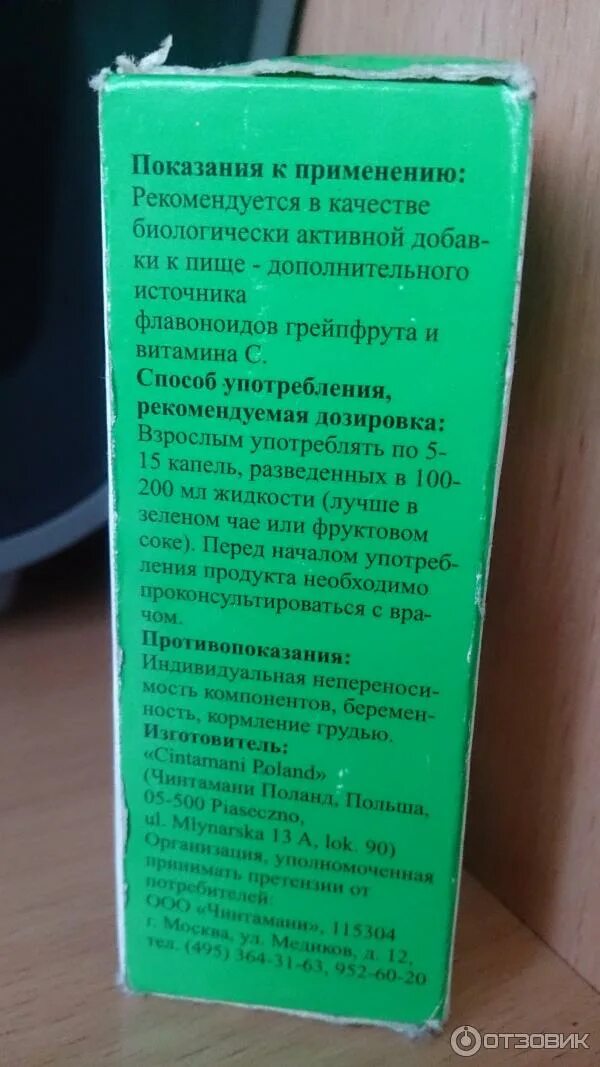 Показания к применению:
Рекомендуется в качестве
биологически активной добав-
ки к пище - дополнительного
источника
флавоноидов грейпфрута и
витамина С.
Способ употребления,
рекомендуемая дозировка:
Взрослым употреблять по 5-
15 капель, разведенных в 100-
200 мл жидкости (лучше в
зеленом чае или фруктовом
соке). Перед началом употреб-
ления продукта необходимо
проконсультироваться с вра-
чом.
Противопоказания:
Индивидуальная непереноси-
мость компонентов, беремен-
ность, кормление грудью.
Изготовитель:
«Cintamani Poland»
(Чинтамани Поланд, Польша,
05-500 Piaseczno,
ul. Mlynarska 13 A, lok. 90)
Организация, уполномоченная
принимать претензии от
потребителей:
ООО «Чинтамани», 115304
г. Москва, ул. Медиков, д. 12,
тел. (495) 364-31-63, 952-60-20
ОТЗОВИК